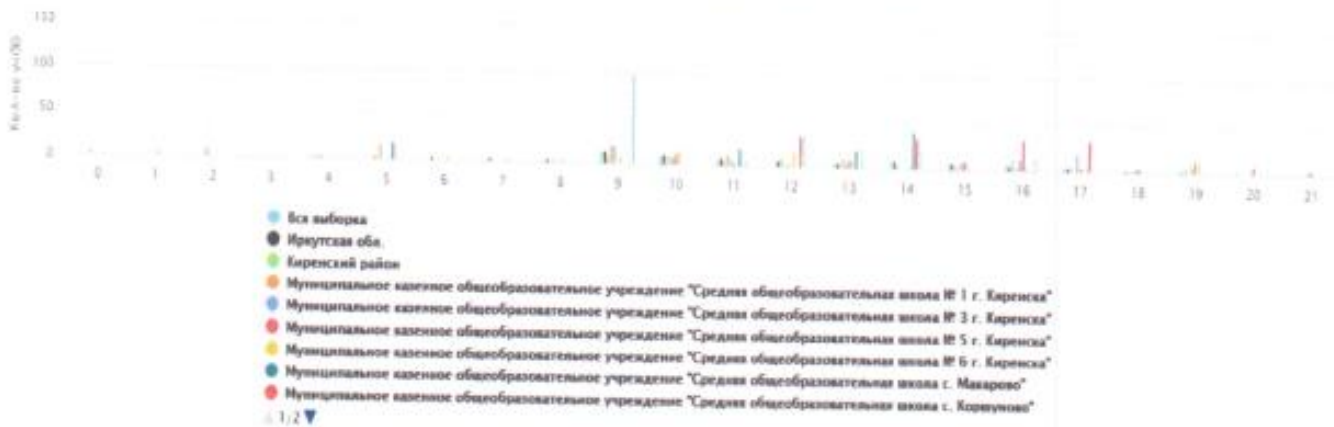 150
100
50
0
0 1 2 3 4 5 6 7 8 9 10 11 12 13 14 15 16 17 18 19 20 21
Вся выборка
Иркутская обл.
Киренский район
Муниципальное казенное общеобразовательное учреждение "Средняя общеобразовательная школа № 1 г. Киренска"
Муниципальное казенное общеобразовательное учреждение "Средняя общеобразовательная школа № 3 г. Киренска"
Муниципальное казенное общеобразовательное учреждение "Средняя общеобразовательная школа № 5 г. Киренска"
Муниципальное казенное общеобразовательное учреждение "Средняя общеобразовательная школа № 6 г. Киренска"
Муниципальное казенное общеобразовательное учреждение "Средняя общеобразовательная школа с. Макарово"
Муниципальное казенное общеобразовательное учреждение "Средняя общеобразовательная школа с. Коршуново"
1/2